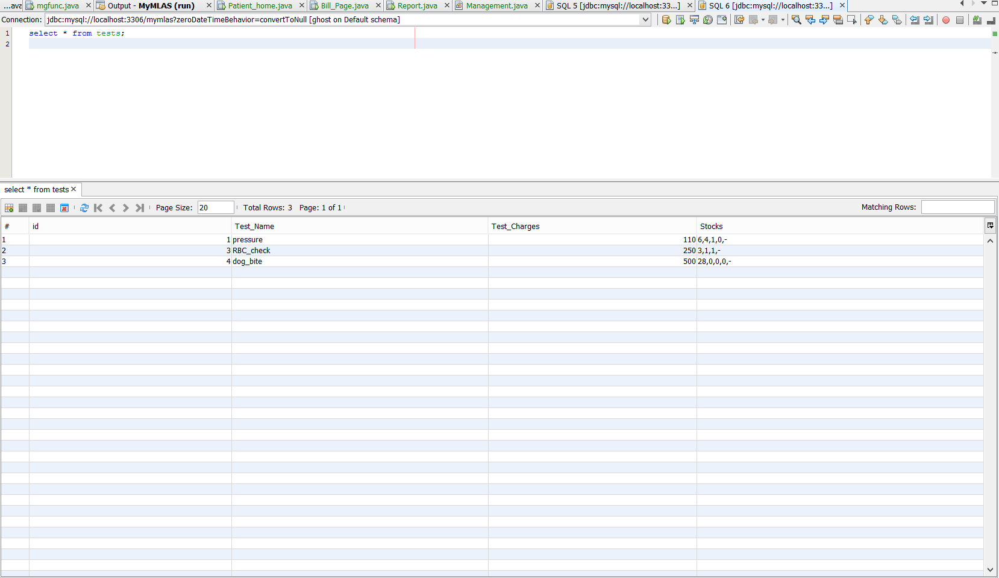 ...ava mgfunc.java Output - MyMLAS (run) Patient_home.java Bill_Page.java Report.java Management.java SQL 5 [jdbc:mysql://localhost:33...] SQL 6 [jdbc:mysql://localhost:33...]
Connection: jdbc:mysql://localhost:3306/mymlas?zeroDateTimeBehavior=convertToNull [ghost on Default schema]
1 select * from tests;
2
select * from tests
Page Size: 20 Total Rows: 3 Page: 1 of 1 Matching Rows:
# id Test_Name Test_Charges Stocks
1 1 pressure 110 6,4,1,0,-
2 3 RBC_check 250 3,1,1,-
3 4 dog_bite 500 28,0,0,0,-